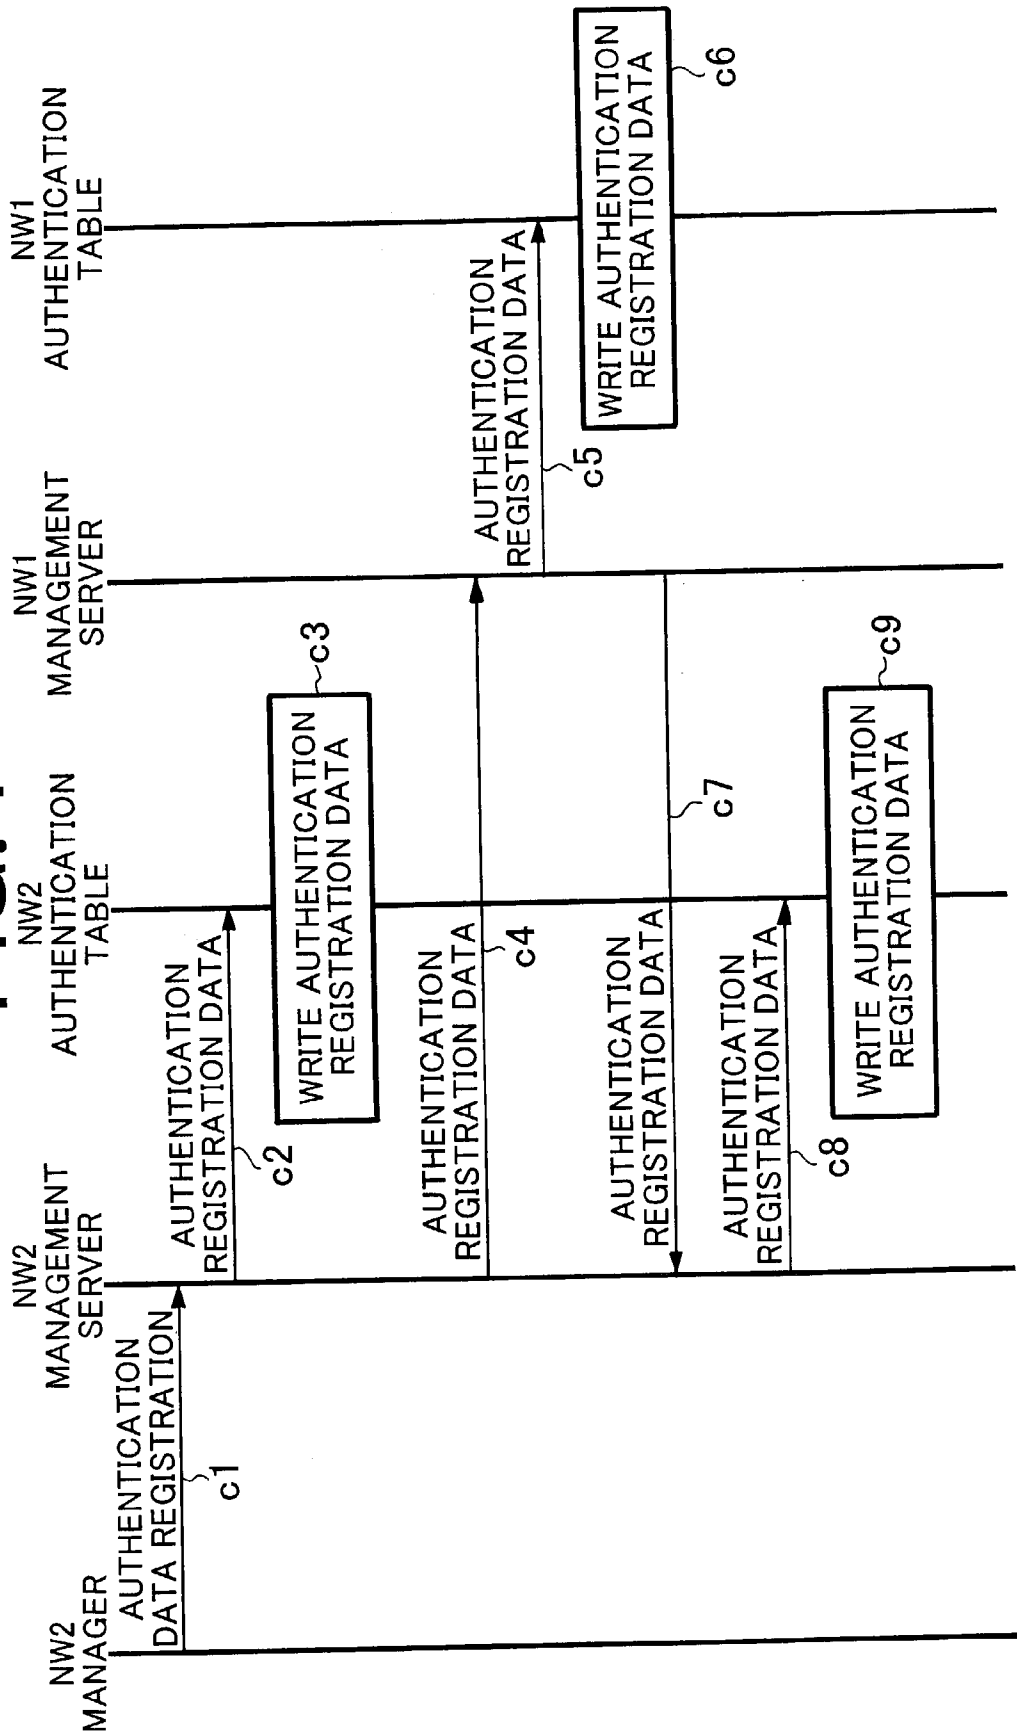 NW2
MANAGER
NW2
MANAGEMENT
SERVER
NW2
AUTHENTICATION
TABLE
NW1
MANAGEMENT
SERVER
NW1
AUTHENTICATION
TABLE
AUTHENTICATION
DATA REGISTRATION
c1
AUTHENTICATION
REGISTRATION DATA
c2
WRITE AUTHENTICATION
REGISTRATION DATA
c3
AUTHENTICATION
REGISTRATION DATA
c4
AUTHENTICATION
REGISTRATION DATA
c5
WRITE AUTHENTICATION
REGISTRATION DATA
c6
AUTHENTICATION
REGISTRATION DATA
c7
AUTHENTICATION
REGISTRATION DATA
c8
WRITE AUTHENTICATION
REGISTRATION DATA
c9